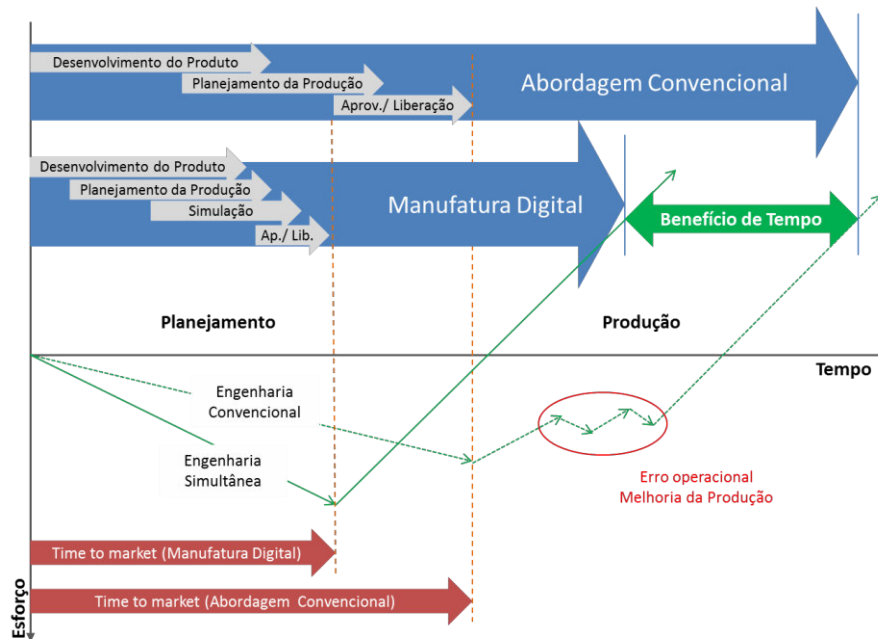 Desenvolvimento do Produto
Planejamento da Produção
Aprov./ Liberação
Abordagem Convencional
Desenvolvimento do Produto
Planejamento da Produção
Simulação
Ap./ Lib.
Manufatura Digital
Benefício de Tempo
Planejamento
Produção
Tempo
Engenharia
Convencional
Engenharia
Simultânea
Erro operacional
Melhoria da Produção
Time to market (Manufatura Digital)
Time to market (Abordagem Convencional)
Esforço